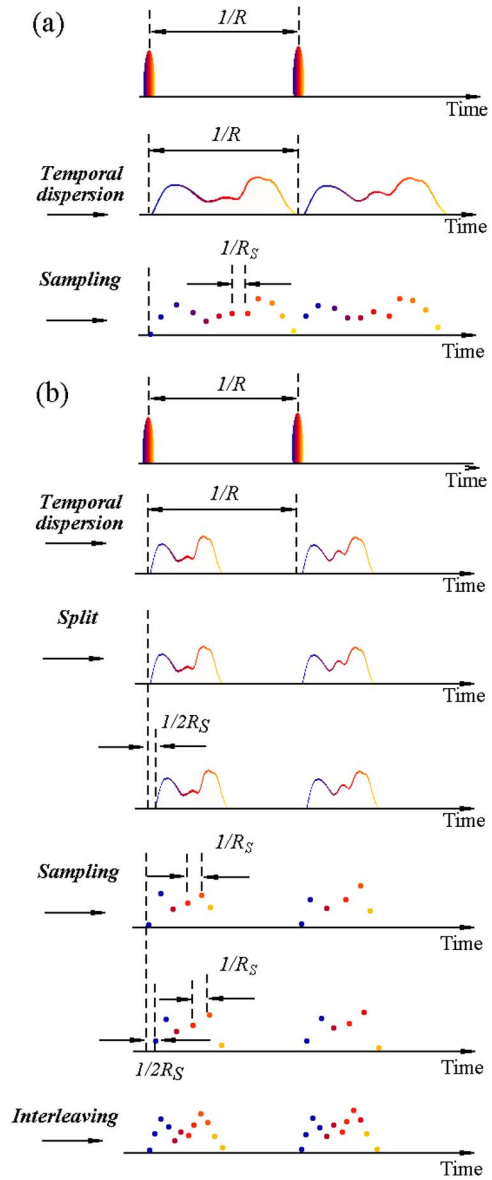 (a)
1/R
Time
1/R
Temporal
dispersion
Time
1/R_S
Sampling
Time
(b)
1/R
Time
1/R
Temporal
dispersion
Time
Split
Time
1/2R_S
Time
1/R_S
Sampling
Time
1/R_S
1/2R_S
Time
Interleaving
Time